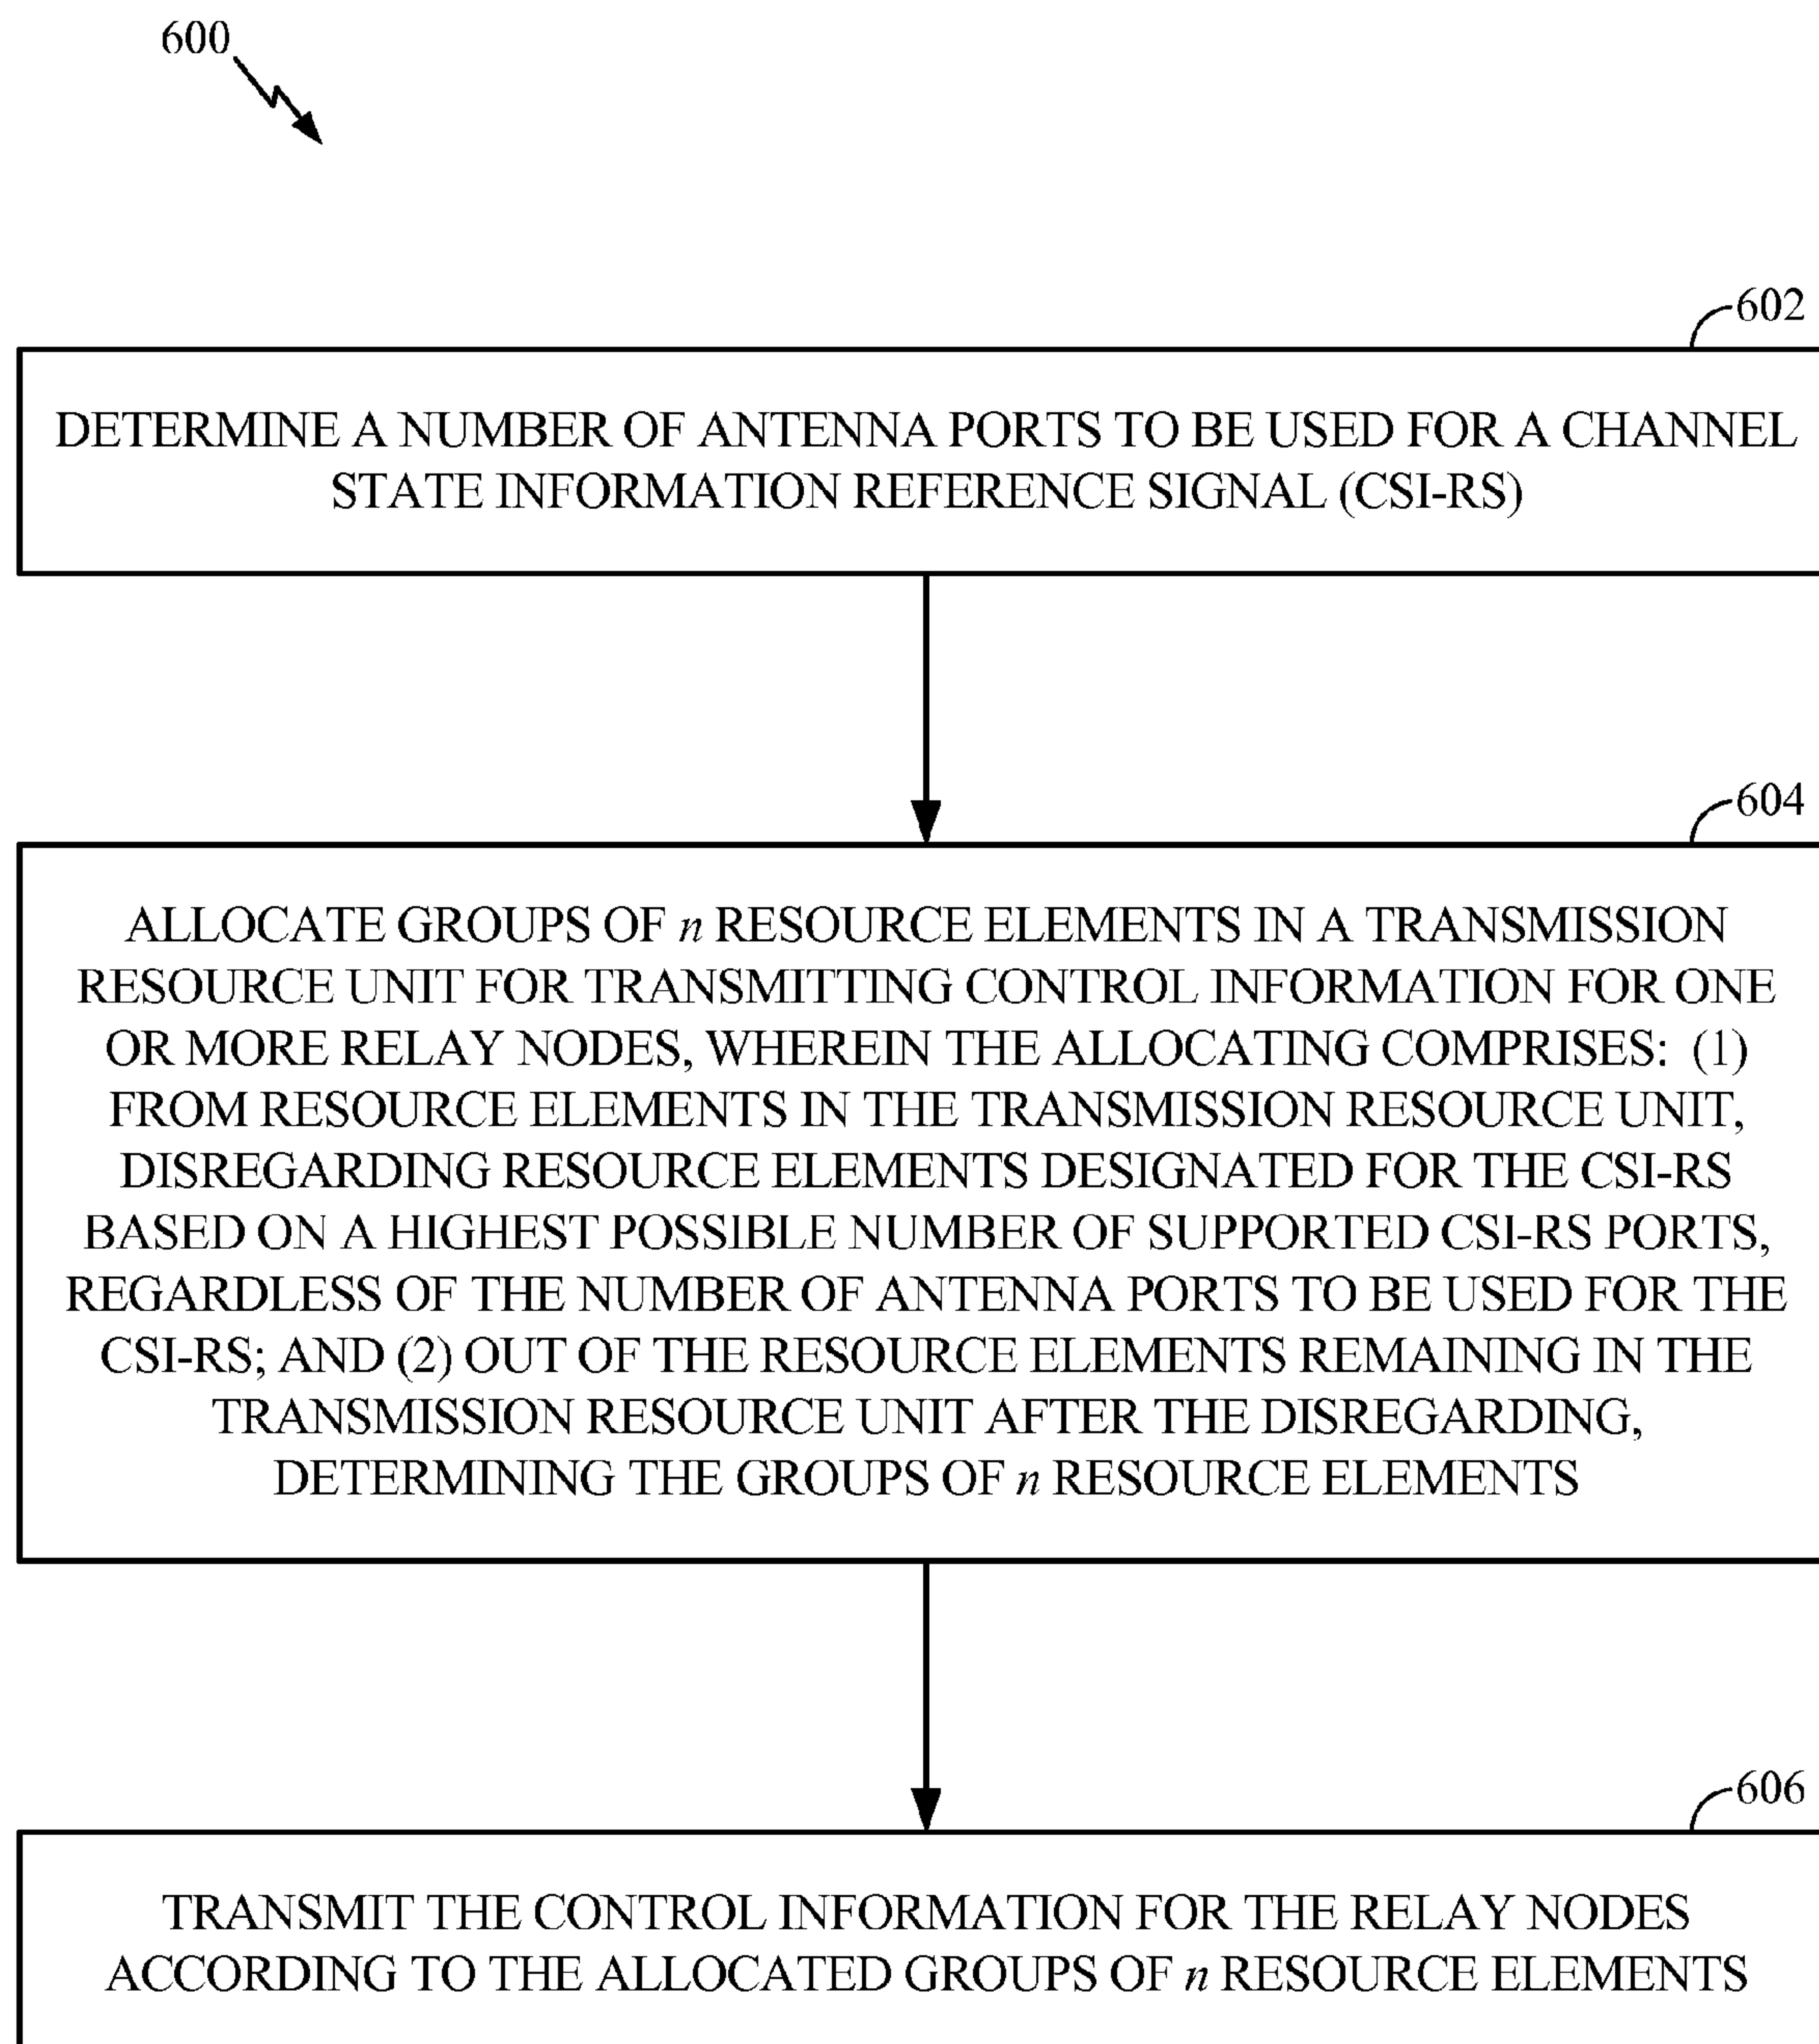 600
602
DETERMINE A NUMBER OF ANTENNA PORTS TO BE USED FOR A CHANNEL
STATE INFORMATION REFERENCE SIGNAL (CSI-RS)
604
ALLOCATE GROUPS OF n RESOURCE ELEMENTS IN A TRANSMISSION
RESOURCE UNIT FOR TRANSMITTING CONTROL INFORMATION FOR ONE
OR MORE RELAY NODES, WHEREIN THE ALLOCATING COMPRISES: (1)
FROM RESOURCE ELEMENTS IN THE TRANSMISSION RESOURCE UNIT,
DISREGARDING RESOURCE ELEMENTS DESIGNATED FOR THE CSI-RS
BASED ON A HIGHEST POSSIBLE NUMBER OF SUPPORTED CSI-RS PORTS,
REGARDLESS OF THE NUMBER OF ANTENNA PORTS TO BE USED FOR THE
CSI-RS; AND (2) OUT OF THE RESOURCE ELEMENTS REMAINING IN THE
TRANSMISSION RESOURCE UNIT AFTER THE DISREGARDING,
DETERMINING THE GROUPS OF n RESOURCE ELEMENTS
606
TRANSMIT THE CONTROL INFORMATION FOR THE RELAY NODES
ACCORDING TO THE ALLOCATED GROUPS OF n RESOURCE ELEMENTS